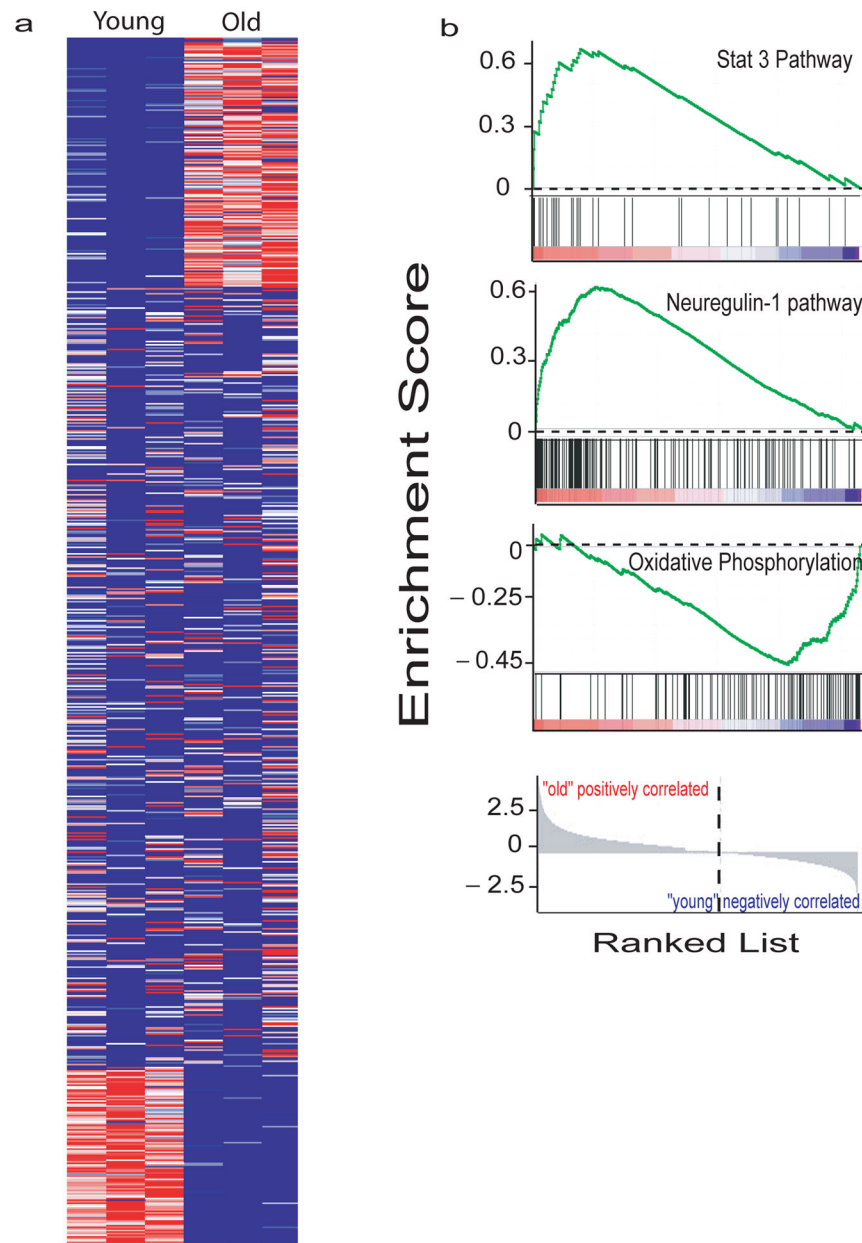 a
Young Old
b
Enrichment Score
Stat 3 Pathway
0.6
0.3
0
Neuregulin-1 pathway
0.6
0.3
0
Oxidative Phosphorylation
0
– 0.25
– 0.45
"old" positively correlated
2.5
0
– 2.5
"young" negatively correlated
Ranked List